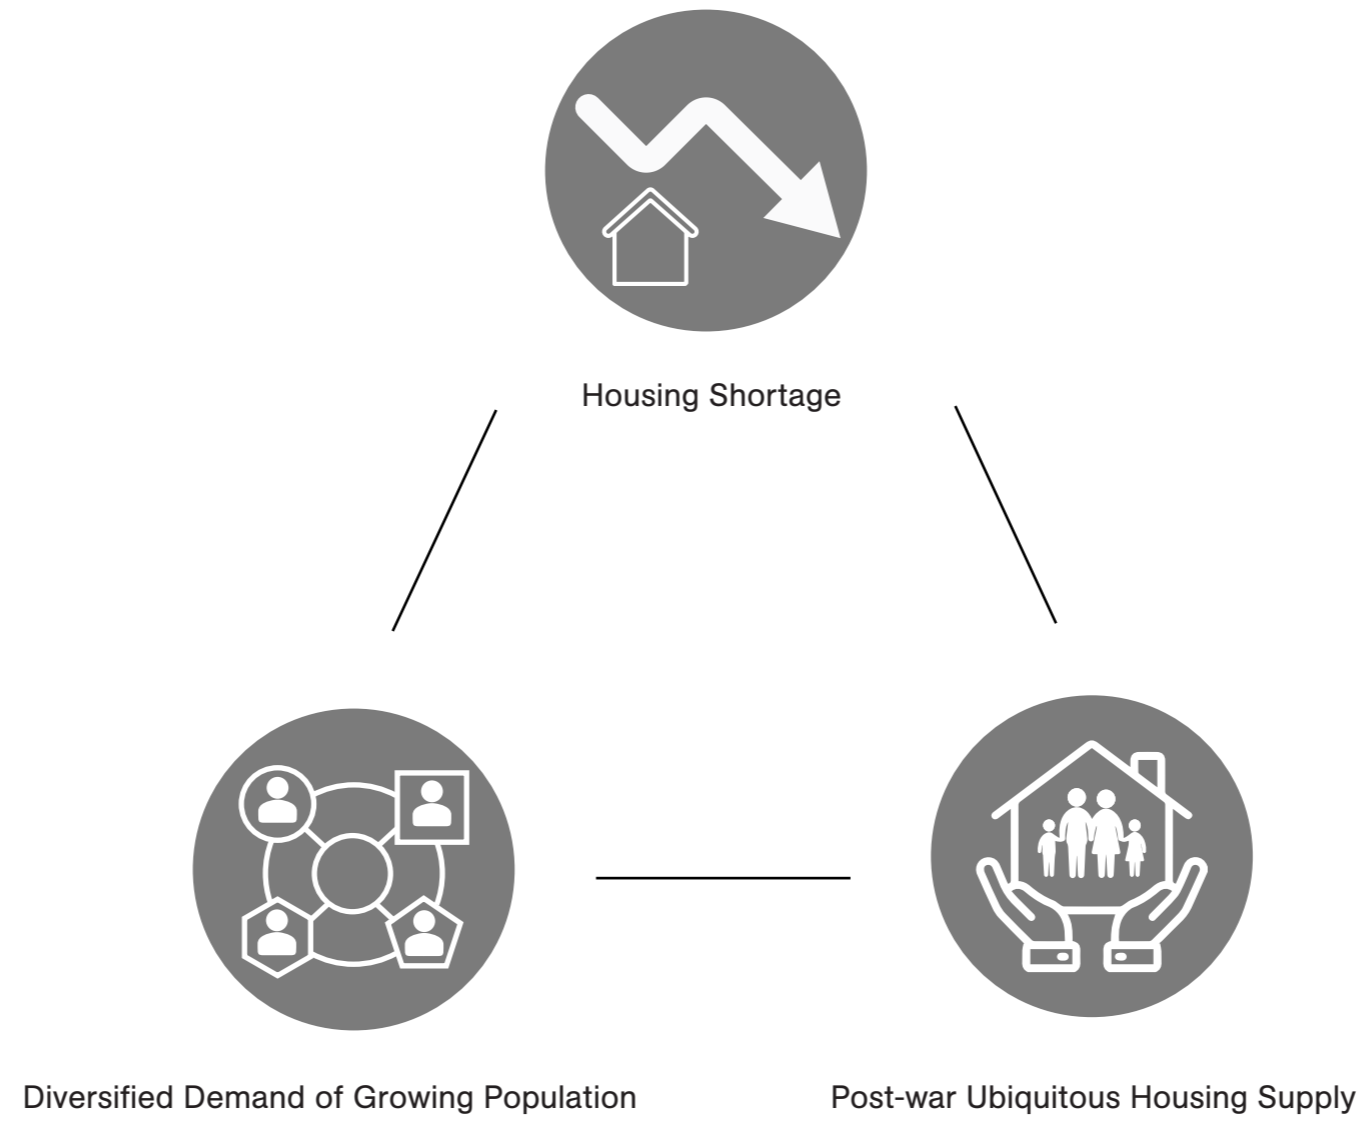 Housing Shortage
Diversified Demand of Growing Population
Post-war Ubiquitous Housing Supply